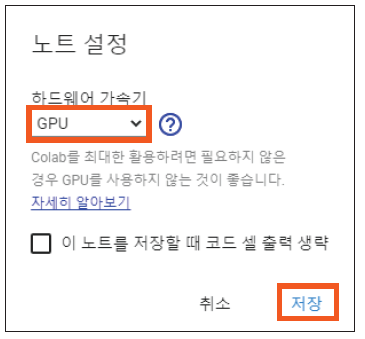 노트 설정
하드웨어 가속기
GPU
?
Colab를 최대한 활용하려면 필요하지 않은
경우 GPU를 사용하지 않는 것이 좋습니다.
자세히 알아보기
이 노트를 저장할 때 코드 셀 출력 생략
취소 저장